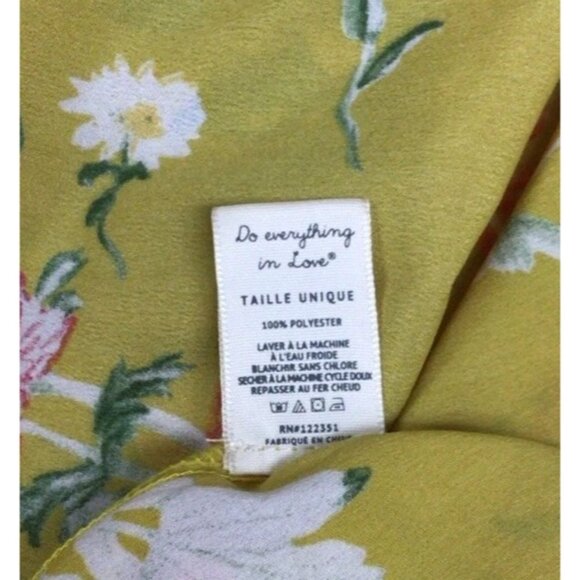 Do everything
in Love®
TAILLE UNIQUE
100% POLYESTER
LAVER À LA MACHINE
À L'EAU FROIDE
BLANCHIR SANS CHLORE
SECHER À LA MACHINE CYCLE DOUX
REPASSER AU FER CHEUD
RN#122351
FABRIQUÉ EN CHINE